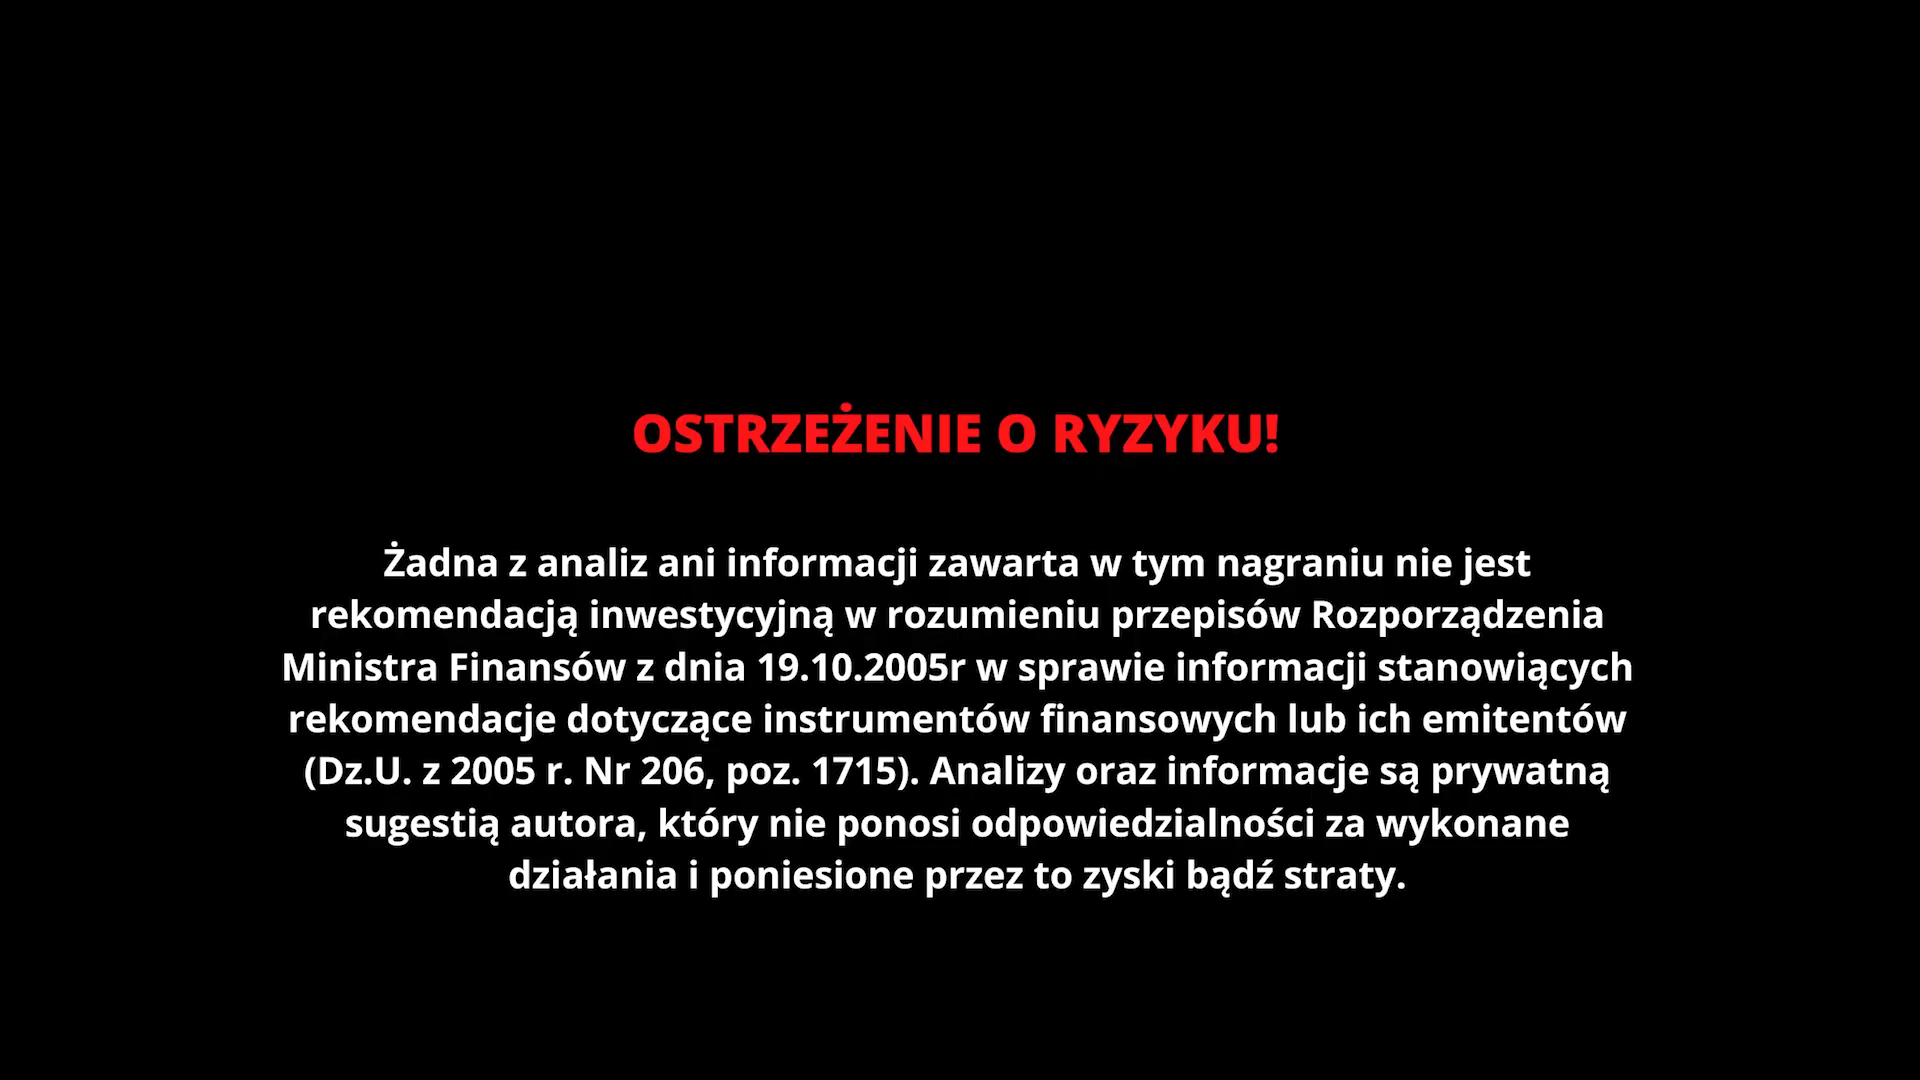 OSTRZEŻENIE O RYZYKU!
Żadna z analiz ani informacji zawarta w tym nagraniu nie jest
rekomendacją inwestycyjną w rozumieniu przepisów Rozporządzenia
Ministra Finansów z dnia 19.10.2005r w sprawie informacji stanowiących
rekomendacje dotyczące instrumentów finansowych lub ich emitentów
(Dz.U. z 2005 r. Nr 206, poz. 1715). Analizy oraz informacje są prywatną
sugestią autora, który nie ponosi odpowiedzialności za wykonane
działania i poniesione przez to zyski bądź straty.